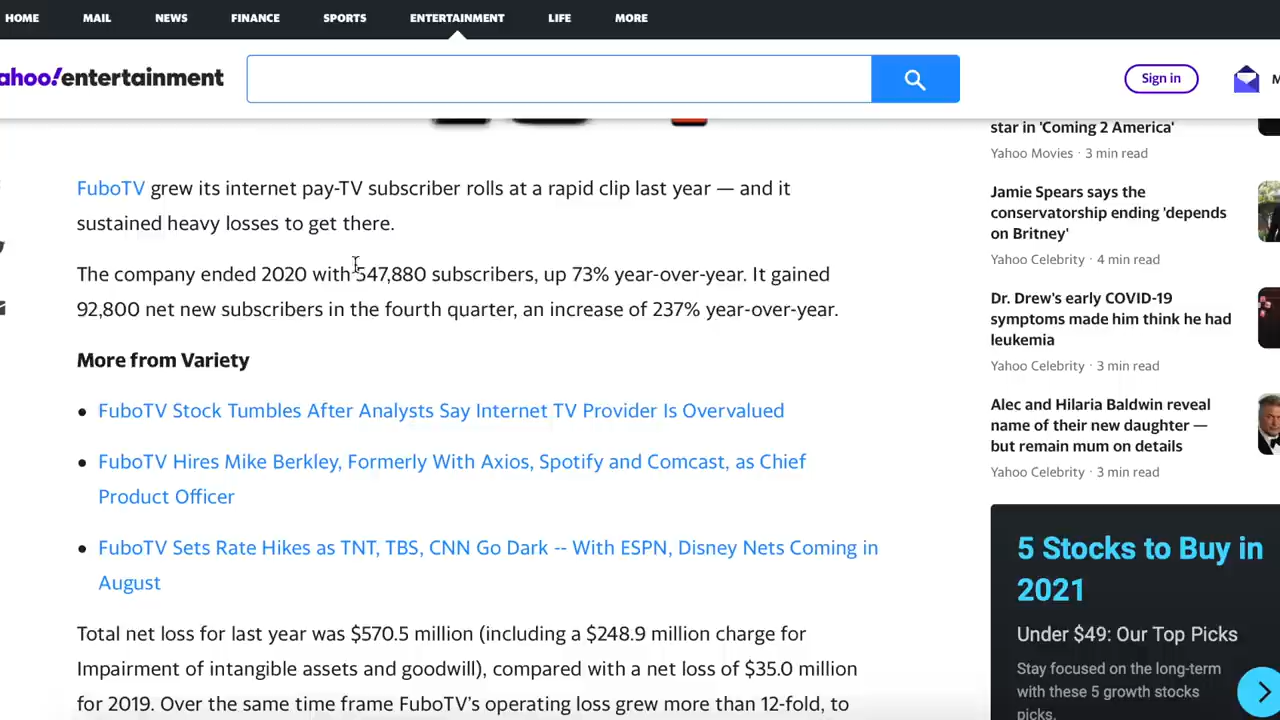 HOME MAIL NEWS FINANCE SPORTS ENTERTAINMENT LIFE MORE
ahoo!entertainment
Sign in
M
FuboTV grew its internet pay-TV subscriber rolls at a rapid clip last year — and it
sustained heavy losses to get there.
The company ended 2020 with 547,880 subscribers, up 73% year-over-year. It gained
92,800 net new subscribers in the fourth quarter, an increase of 237% year-over-year.
More from Variety
• FuboTV Stock Tumbles After Analysts Say Internet TV Provider Is Overvalued
• FuboTV Hires Mike Berkley, Formerly With Axios, Spotify and Comcast, as Chief
Product Officer
• FuboTV Sets Rate Hikes as TNT, TBS, CNN Go Dark -- With ESPN, Disney Nets Coming in
August
Total net loss for last year was $570.5 million (including a $248.9 million charge for
Impairment of intangible assets and goodwill), compared with a net loss of $35.0 million
for 2019. Over the same time frame FuboTV's operating loss grew more than 12-fold, to
star in 'Coming 2 America'
Yahoo Movies · 3 min read
Jamie Spears says the
conservatorship ending 'depends
on Britney'
Yahoo Celebrity · 4 min read
Dr. Drew's early COVID-19
symptoms made him think he had
leukemia
Yahoo Celebrity · 3 min read
Alec and Hilaria Baldwin reveal
name of their new daughter —
but remain mum on details
Yahoo Celebrity · 3 min read
5 Stocks to Buy in
2021
Under $49: Our Top Picks
Stay focused on the long-term
with these 5 growth stocks
picks.